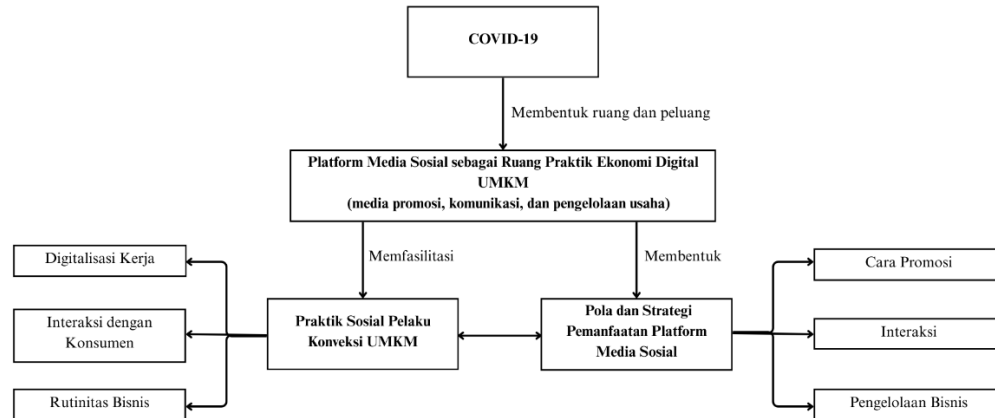 COVID-19
Membentuk ruang dan peluang
Platform Media Sosial sebagai Ruang Praktik Ekonomi Digital
UMKM
(media promosi, komunikasi, dan pengelolaan usaha)
Memfasilitasi
Membentuk
Digitalisasi Kerja
Interaksi dengan
Konsumen
Rutinitas Bisnis
Praktik Sosial Pelaku
Konveksi UMKM
Pola dan Strategi
Pemanfaatan Platform
Media Sosial
Cara Promosi
Interaksi
Pengelolaan Bisnis